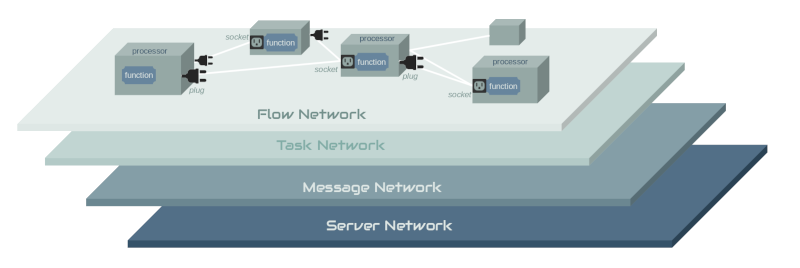 socket
function
processor
function
plug
processor
socket
function
plug
processor
socket
function
Flow Network
Task Network
Message Network
Server Network